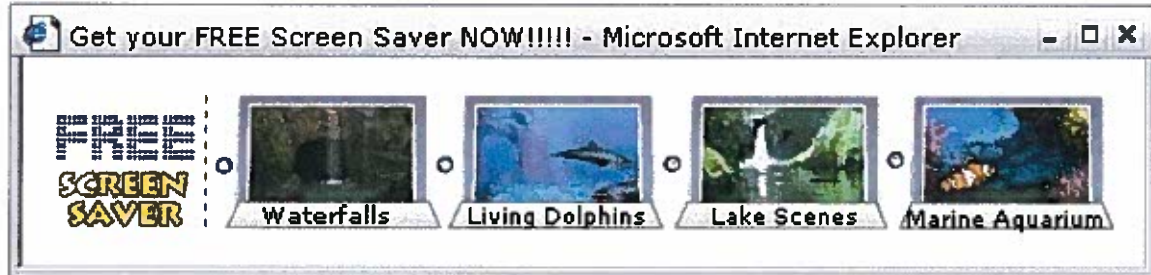 Get your FREE Screen Saver NOW!!!!! - Microsoft Internet Explorer
FREE
SCREEN
SAVER
Waterfalls
Living Dolphins
Lake Scenes
Marine Aquarium